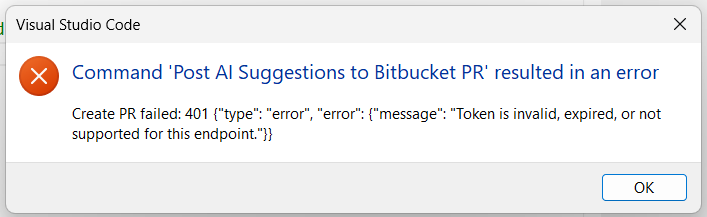 Visual Studio Code
Command 'Post AI Suggestions to Bitbucket PR' resulted in an error
Create PR failed: 401 {"type": "error", "error": {"message": "Token is invalid, expired, or not
supported for this endpoint."}}
OK